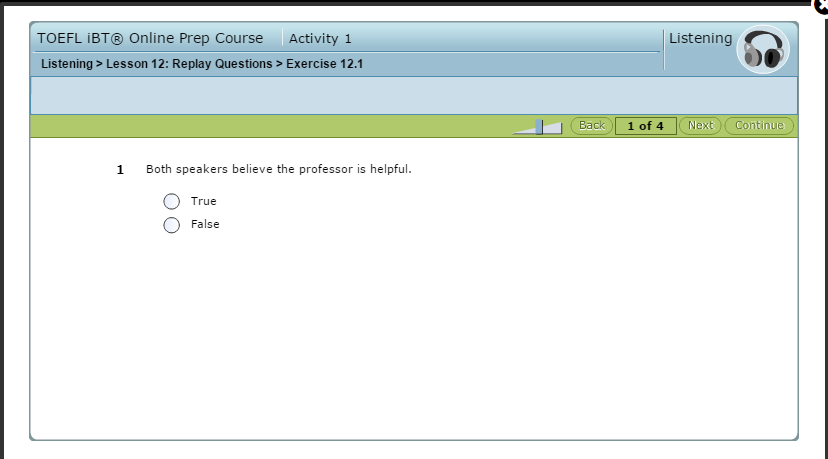 TOEFL iBT® Online Prep Course Activity 1 Listening
Listening > Lesson 12: Replay Questions > Exercise 12.1
Back 1 of 4 Next Continue
1 Both speakers believe the professor is helpful.
True
False